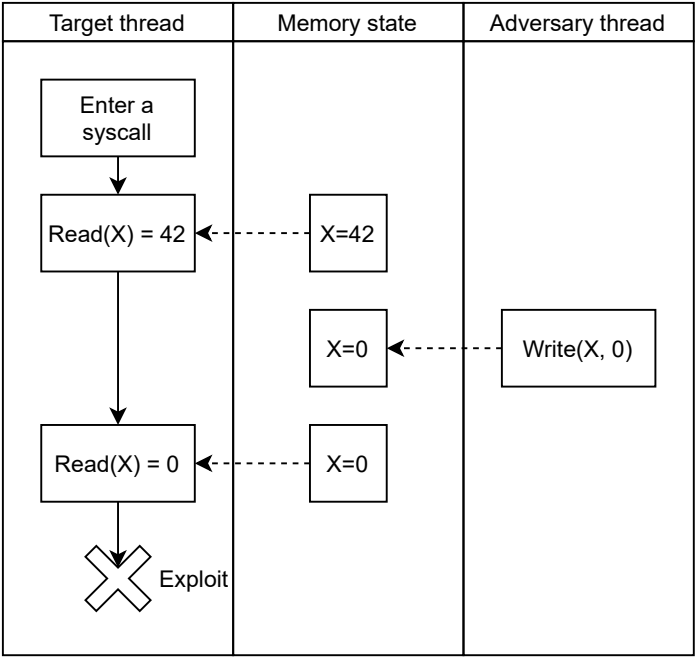 Target thread
Memory state
Adversary thread
Enter a
syscall
Read(X) = 42
X=42
X=0
Write(X, 0)
Read(X) = 0
X=0
Exploit